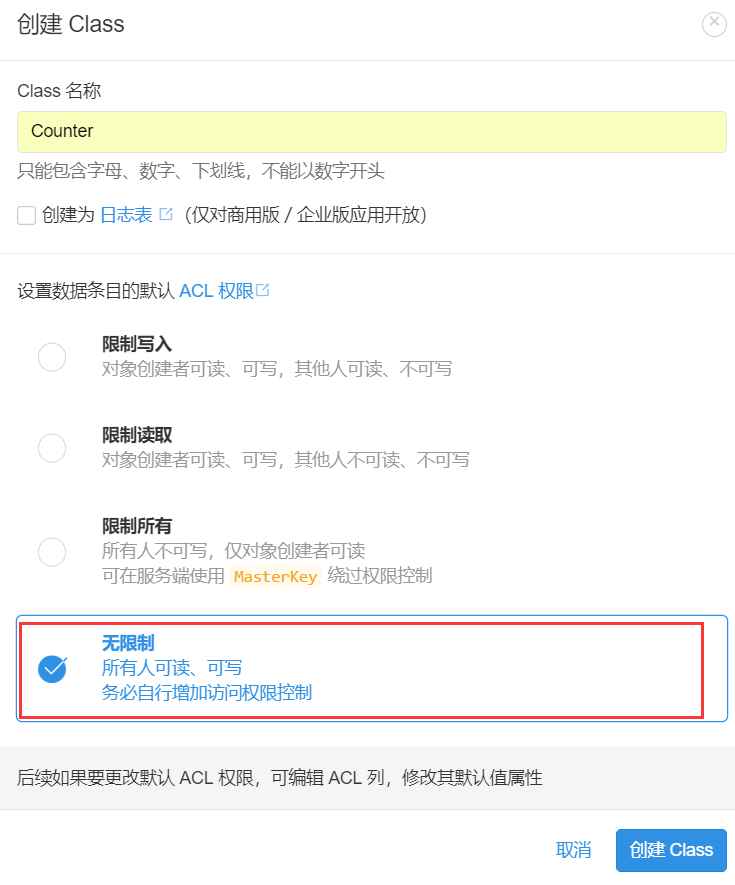 创建 Class
Class 名称
Counter
只能包含字母、数字、下划线，不能以数字开头
创建为 日志表 （仅对商用版 / 企业版应用开放）
设置数据条目的默认 ACL 权限
限制写入
对象创建者可读、可写，其他人可读、不可写
限制读取
对象创建者可读、可写，其他人不可读、不可写
限制所有
所有人不可写，仅对象创建者可读
可在服务端使用 MasterKey 绕过权限控制
无限制
所有人可读、可写
务必自行增加访问权限控制
后续如果要更改默认 ACL 权限，可编辑 ACL 列，修改其默认值属性
取消 创建 Class